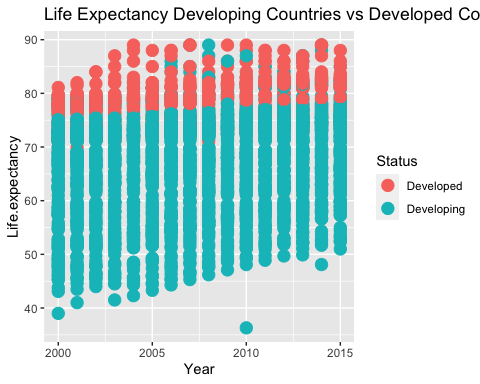 Life Expectancy Developing Countries vs Developed Co
90
80
70
60
50
40
Life.expectancy
2000 2005 2010 2015
Year
Status
Developed
Developing